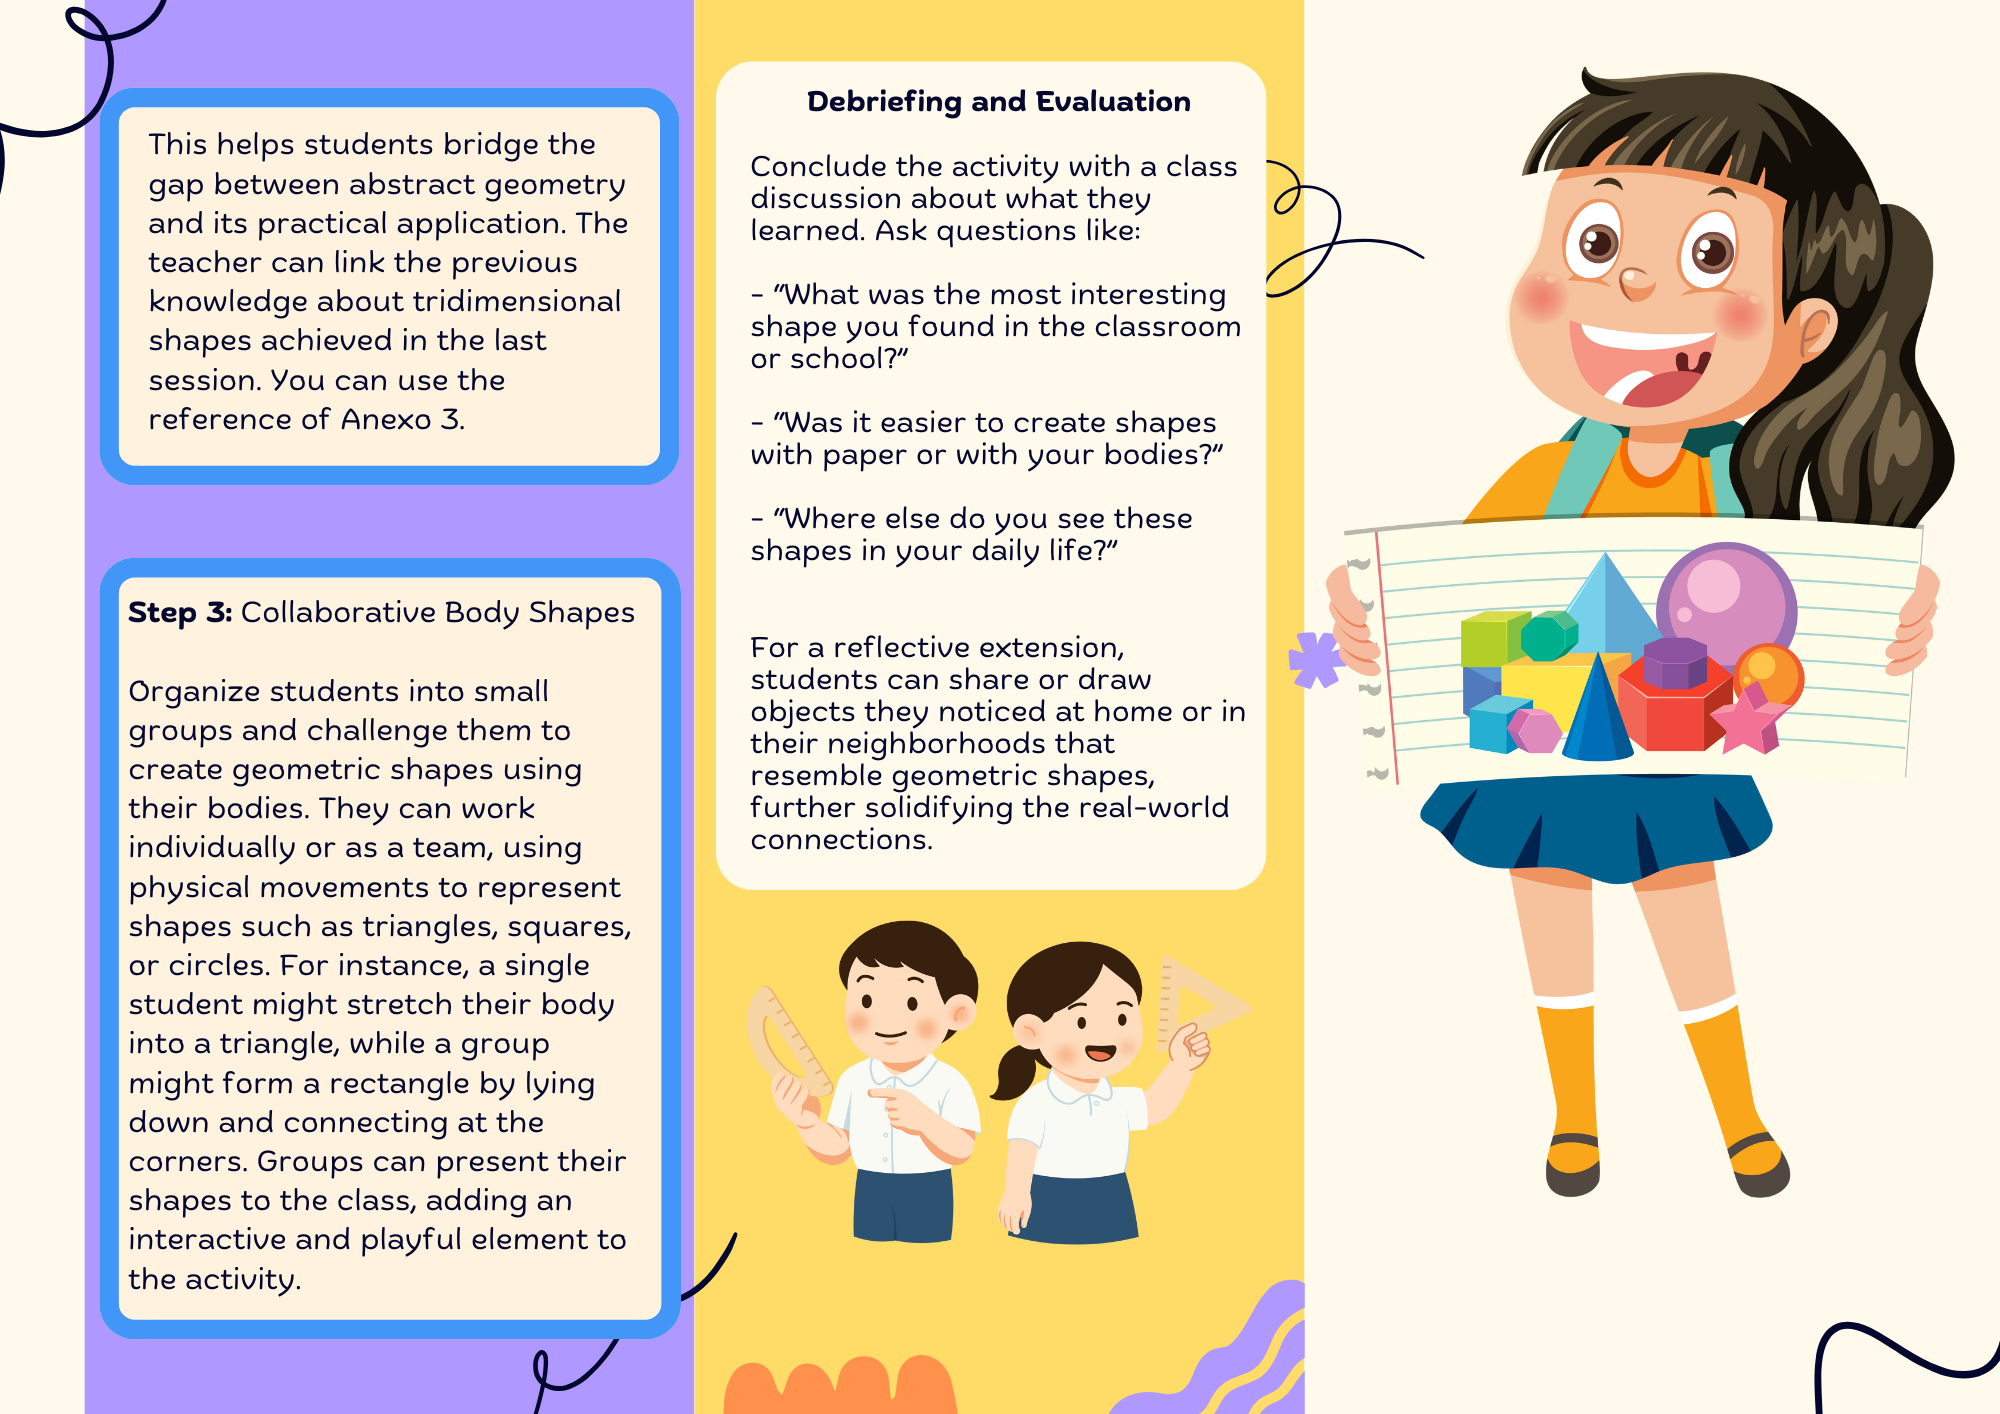 This helps students bridge the
gap between abstract geometry
and its practical application. The
teacher can link the previous
knowledge about tridimensional
shapes achieved in the last
session. You can use the
reference of Anexo 3.
Step 3: Collaborative Body Shapes
Organize students into small
groups and challenge them to
create geometric shapes using
their bodies. They can work
individually or as a team, using
physical movements to represent
shapes such as triangles, squares,
or circles. For instance, a single
student might stretch their body
into a triangle, while a group
might form a rectangle by lying
down and connecting at the
corners. Groups can present their
shapes to the class, adding an
interactive and playful element to
the activity.
Debriefing and Evaluation
Conclude the activity with a class
discussion about what they
learned. Ask questions like:
- “What was the most interesting
shape you found in the classroom
or school?”
- “Was it easier to create shapes
with paper or with your bodies?”
- “Where else do you see these
shapes in your daily life?”
For a reflective extension,
students can share or draw
objects they noticed at home or in
their neighborhoods that
resemble geometric shapes,
further solidifying the real-world
connections.